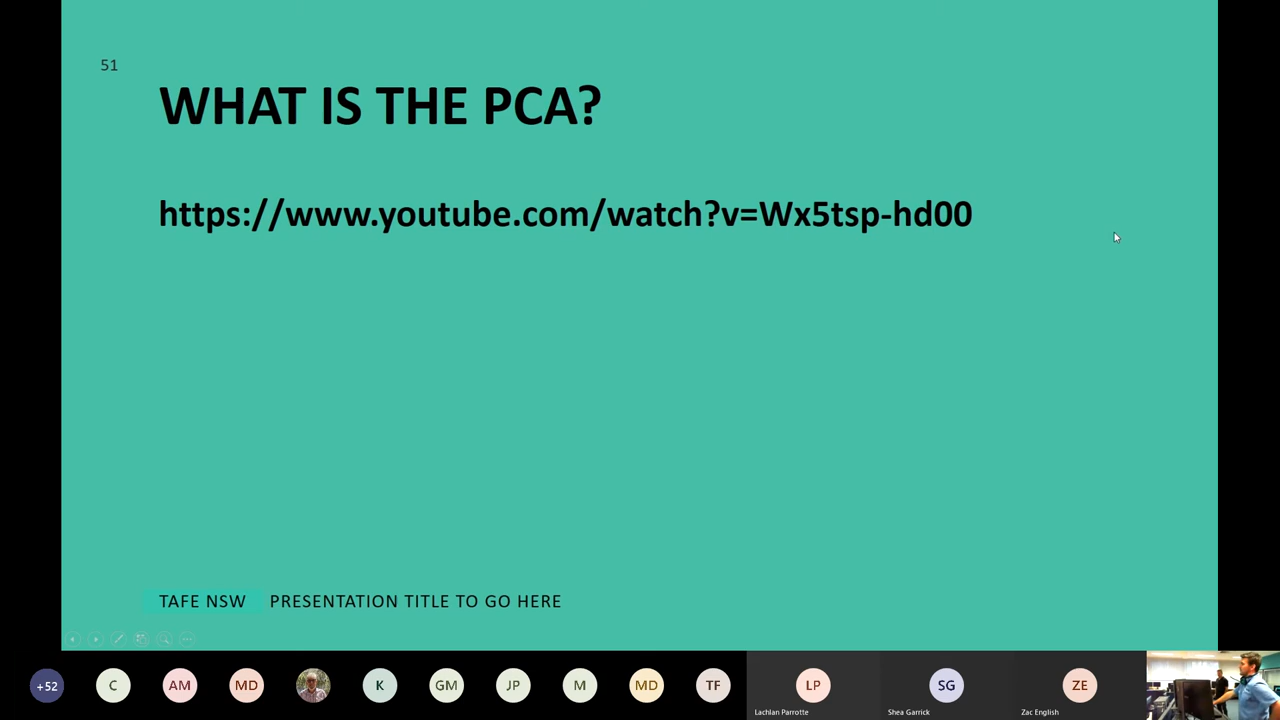 51
WHAT IS THE PCA?
https://www.youtube.com/watch?v=Wx5tsp-hd00
TAFE NSW PRESENTATION TITLE TO GO HERE
+52 C AM MD K GM JP M MD TF LP SG ZE
Lachlan Parrotte Shea Garrick Zac English